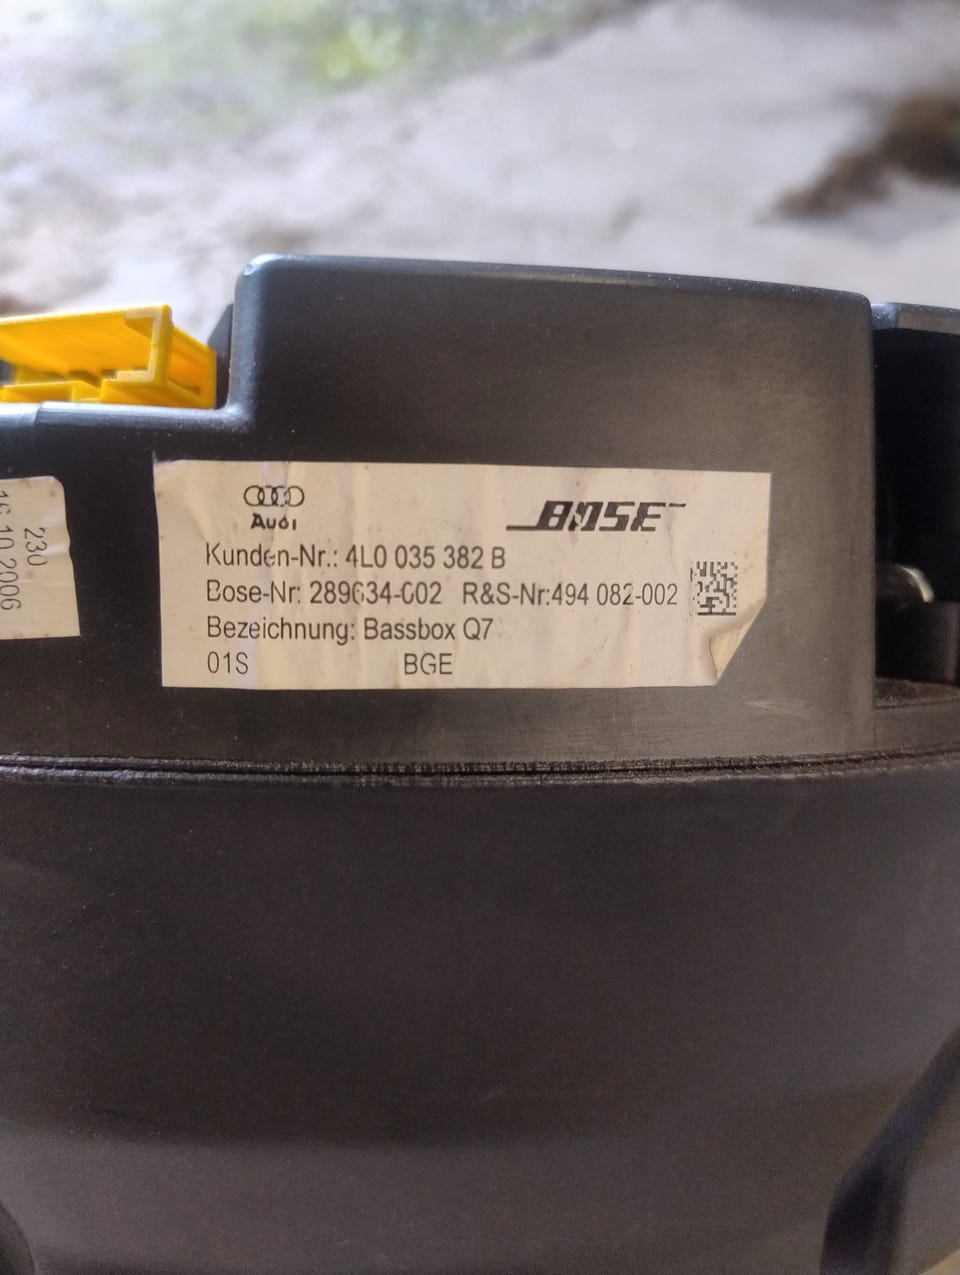 Audi
BOSE
Kunden-Nr.: 4L0 035 382 B
Bose-Nr: 289634-002 R&S-Nr:494 082-002
Bezeichnung: Bassbox Q7
01S BGE
230
16.10.2006